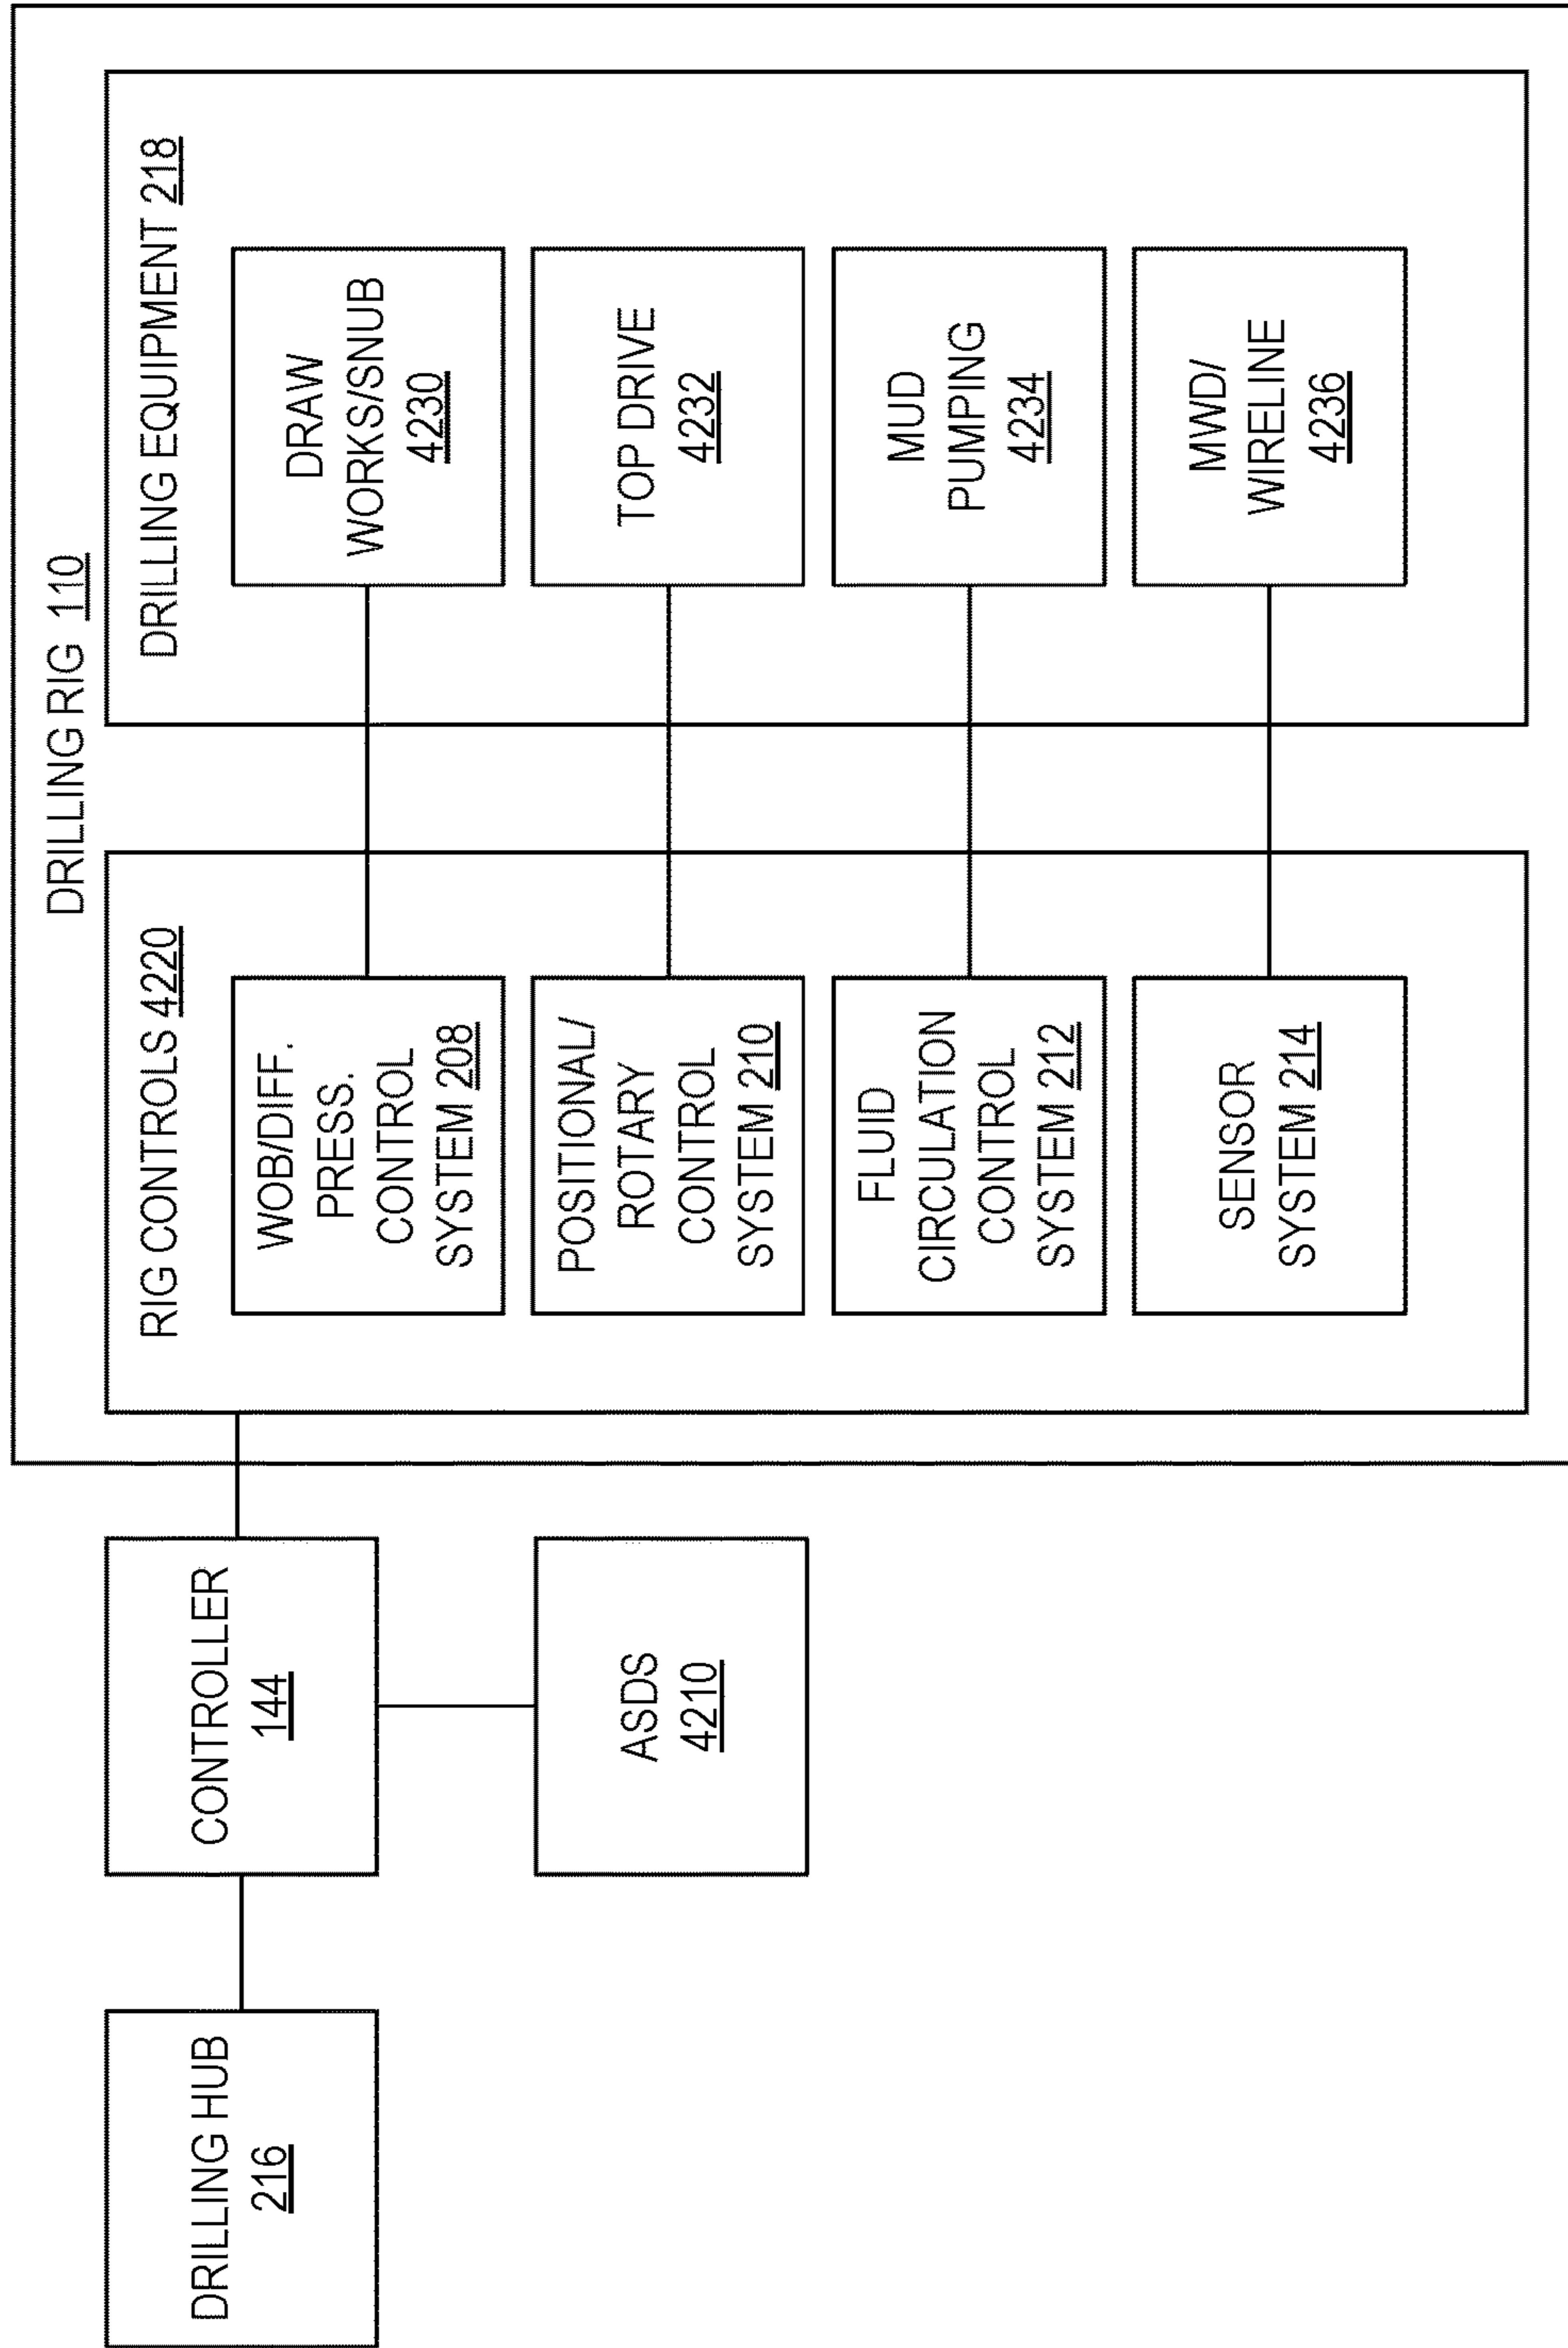 DRILLING HUB
216
CONTROLLER
144
ASDS
4210
DRILLING RIG 110
RIG CONTROLS 4220
WOB/DIFF.
PRESS.
CONTROL
SYSTEM 208
POSITIONAL/
ROTARY
CONTROL
SYSTEM 210
FLUID
CIRCULATION
CONTROL
SYSTEM 212
SENSOR
SYSTEM 214
DRILLING EQUIPMENT 218
DRAW
WORKS/SNUB
4230
TOP DRIVE
4232
MUD
PUMPING
4234
MWD/
WIRELINE
4236